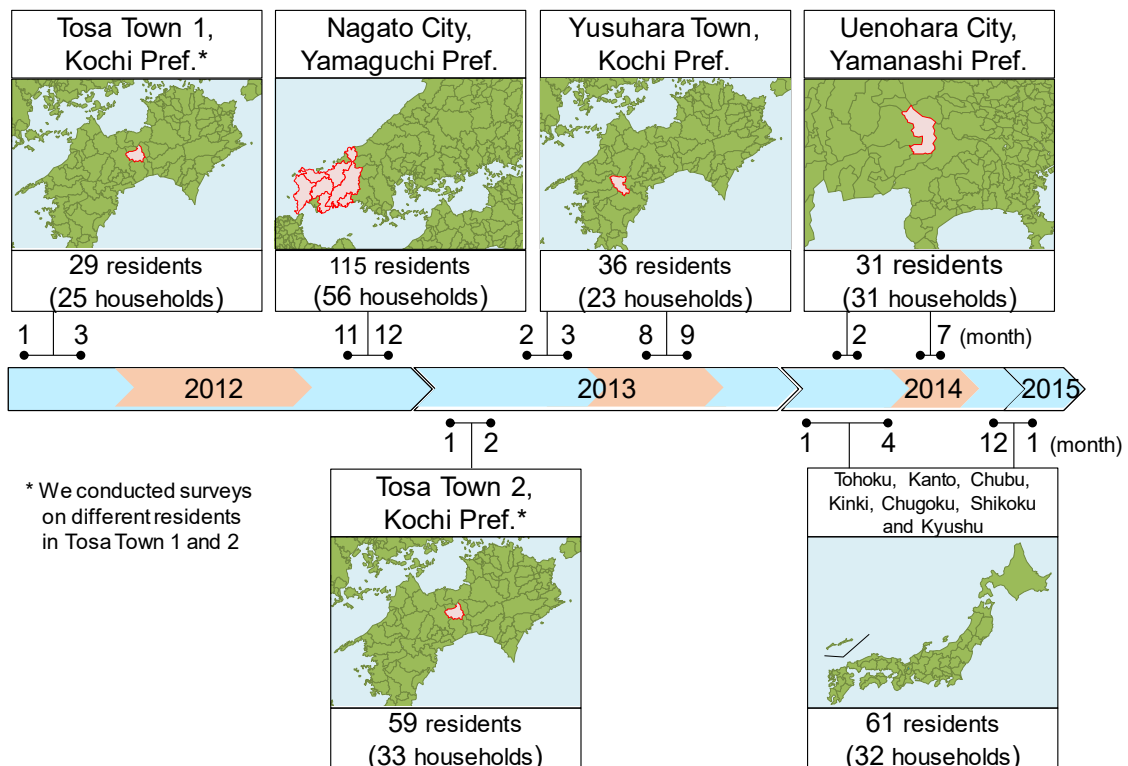 Tosa Town 1,
Kochi Pref.*
29 residents
(25 households)
Nagato City,
Yamaguchi Pref.
115 residents
(56 households)
Yusuhara Town,
Kochi Pref.
36 residents
(23 households)
Uenohara City,
Yamanashi Pref.
31 residents
(31 households)
1 3
11 12
2 3
8 9
2
7 (month)
2012
2013
2014
2015
1 2
1 4
12 1 (month)
* We conducted surveys
on different residents
in Tosa Town 1 and 2
Tosa Town 2,
Kochi Pref.*
59 residents
(33 households)
Tohoku, Kanto, Chubu,
Kinki, Chugoku, Shikoku
and Kyushu
61 residents
(32 households)